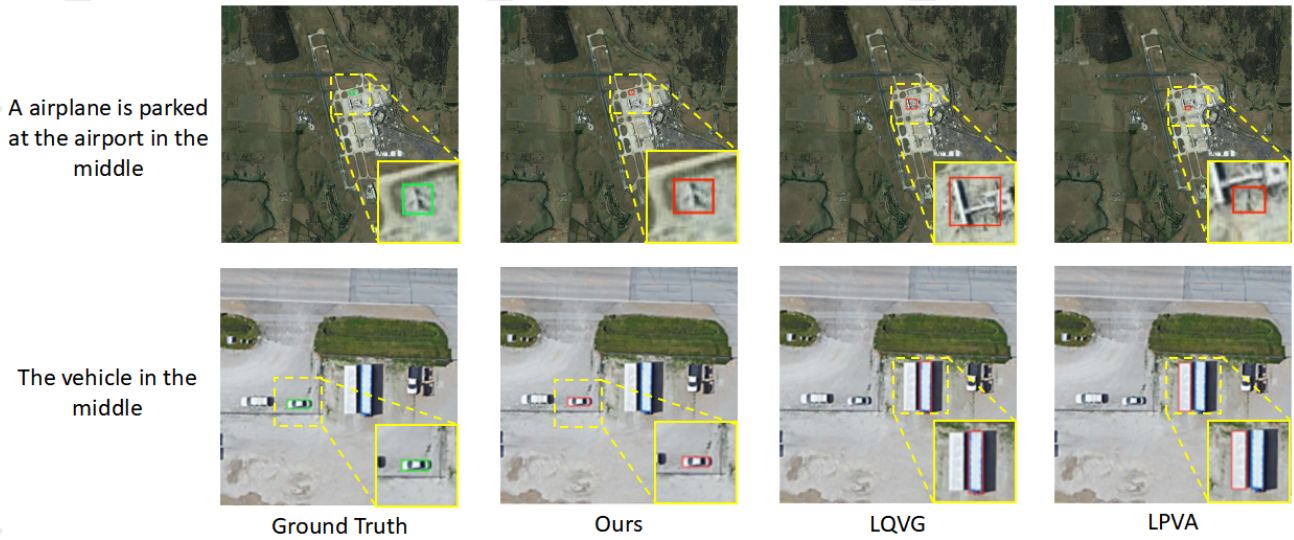 A airplane is parked
at the airport in the
middle
The vehicle in the
middle
Ground Truth
Ours
LQVG
LPVA